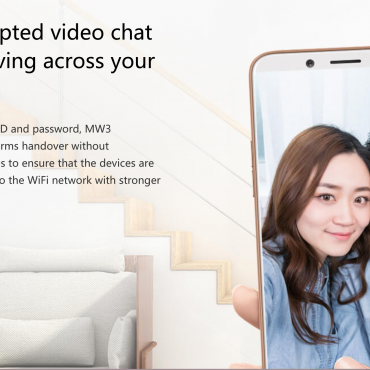 pted video chat
ving across your
D and password, MW3
rms handover without
s to ensure that the devices are
o the WiFi network with stronger